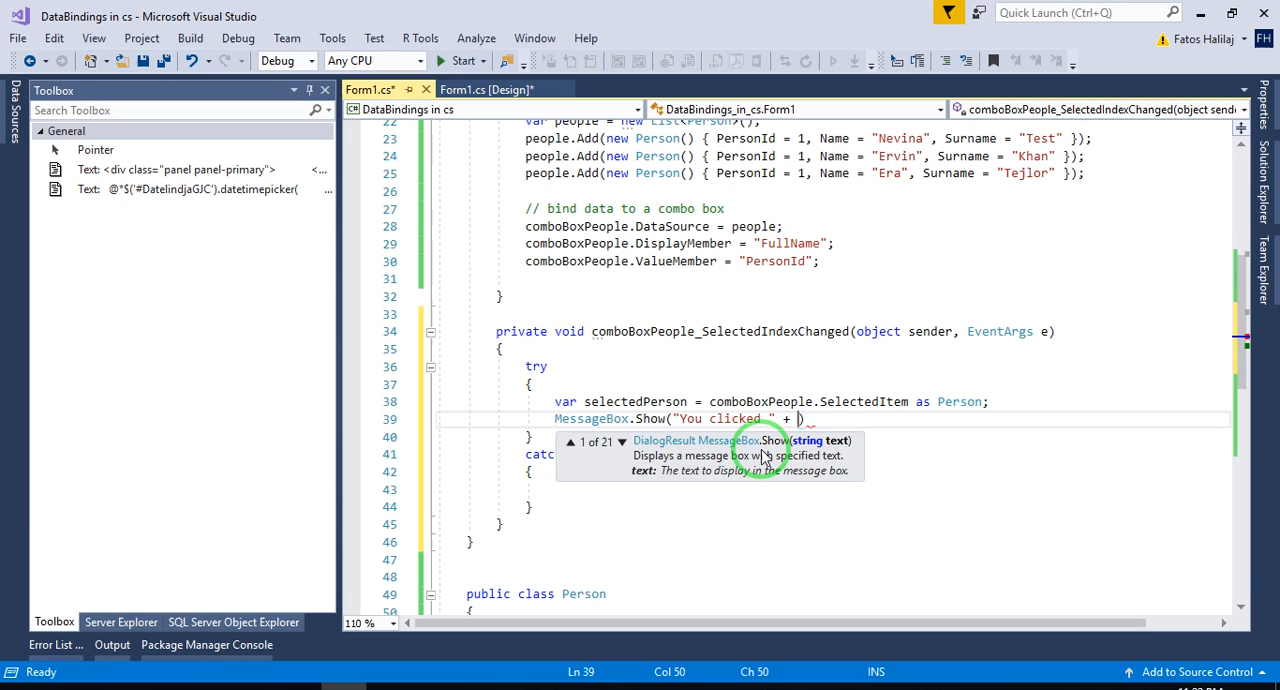 DataBindings in cs - Microsoft Visual Studio
Quick Launch (Ctrl+Q)
File Edit View Project Build Debug Team Tools Test R Tools Analyze Window Help
Fatos Halilaj FH
Debug Any CPU Start
Data Sources
Toolbox
Search Toolbox
General
Pointer
Text: <div class="panel panel-primary"> <...
Text: @*$('#DatelindjaGJC').datetimepicker( ...
Toolbox Server Explorer SQL Server Object Explorer
Form1.cs* Form1.cs [Design]*
DataBindings in cs DataBindings_in_cs.Form1 comboBoxPeople_SelectedIndexChanged(object sende
22 var people = new List<Person>();
23 people.Add(new Person() { PersonId = 1, Name = "Nevina", Surname = "Test" });
24 people.Add(new Person() { PersonId = 1, Name = "Ervin", Surname = "Khan" });
25 people.Add(new Person() { PersonId = 1, Name = "Era", Surname = "Tejlor" });
26
27 // bind data to a combo box
28 comboBoxPeople.DataSource = people;
29 comboBoxPeople.DisplayMember = "FullName";
30 comboBoxPeople.ValueMember = "PersonId";
31
32 }
33
34 private void comboBoxPeople_SelectedIndexChanged(object sender, EventArgs e)
35 {
36 try
37 {
38 var selectedPerson = comboBoxPeople.SelectedItem as Person;
39 MessageBox.Show("You clicked " + )
40 }
1 of 21 DialogResult MessageBox.Show(string text)
Displays a message box with specified text.
text: The text to display in the message box.
41 catc
42 {
43
44 }
45 }
46 }
47
48
49 public class Person
50 {
110 %
Properties
Solution Explorer
Team Explorer
Error List ... Output Package Manager Console
Ready Ln 39 Col 50 Ch 50 INS Add to Source Control